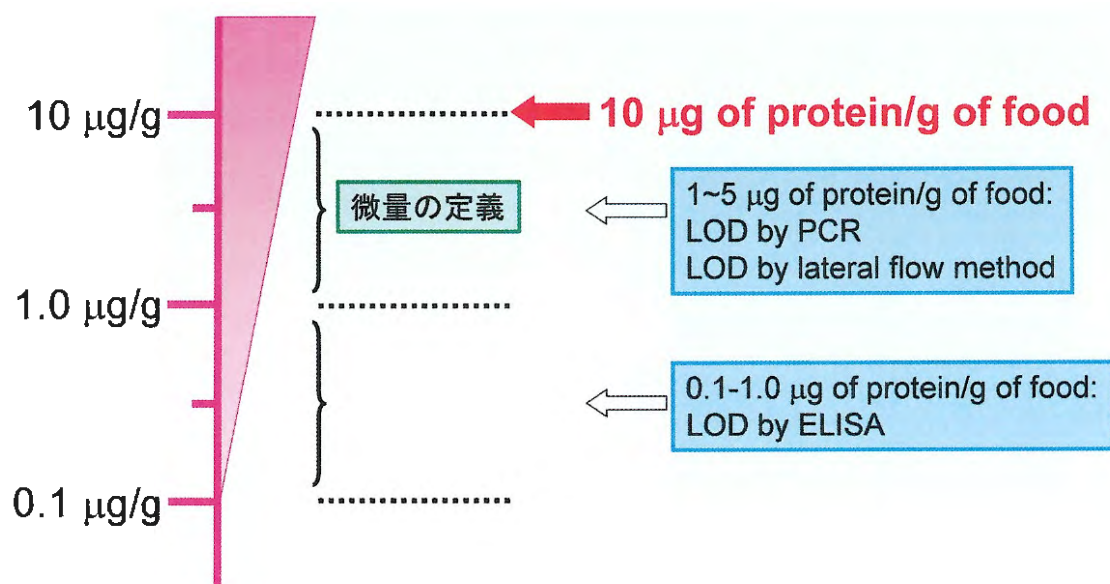 10 μg/g
10 μg of protein/g of food
微量の定義
1~5 μg of protein/g of food:
LOD by PCR
LOD by lateral flow method
1.0 μg/g
0.1-1.0 μg of protein/g of food:
LOD by ELISA
0.1 μg/g